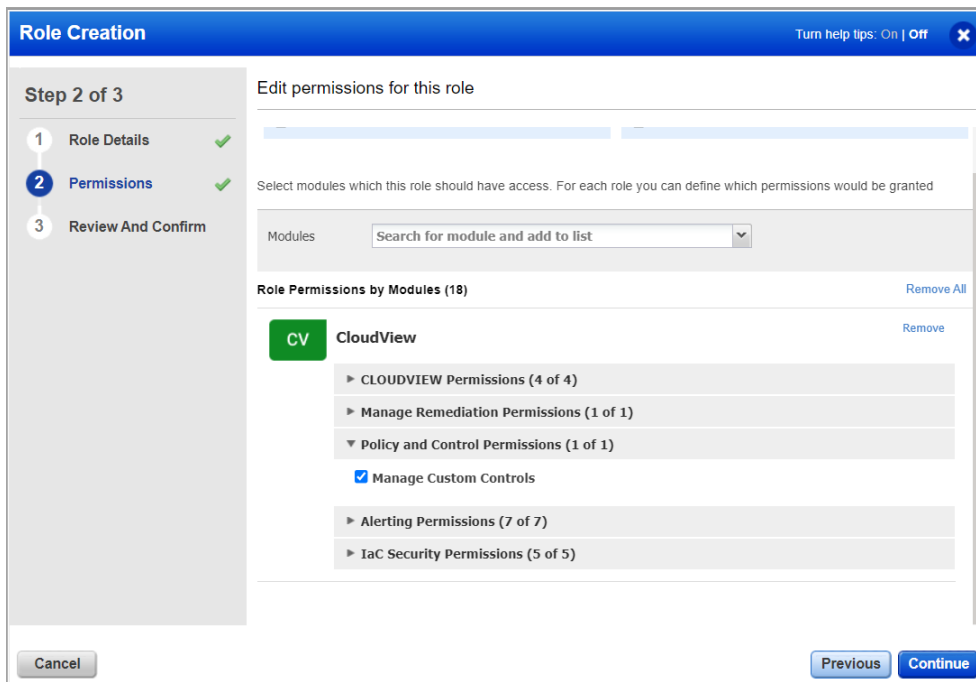 Role Creation
Turn help tips: On | Off
Step 2 of 3
1 Role Details
2 Permissions
3 Review And Confirm
Edit permissions for this role
Select modules which this role should have access. For each role you can define which permissions would be granted
Modules Search for module and add to list
Role Permissions by Modules (18) Remove All
CV CloudView Remove
CLOUDVIEW Permissions (4 of 4)
Manage Remediation Permissions (1 of 1)
Policy and Control Permissions (1 of 1)
Manage Custom Controls
Alerting Permissions (7 of 7)
IaC Security Permissions (5 of 5)
Cancel Previous Continue